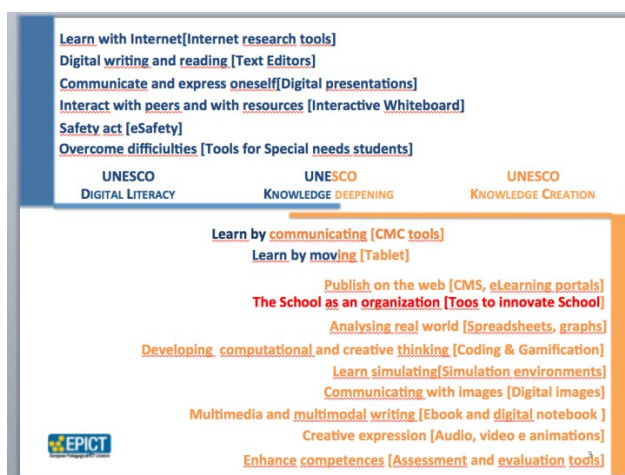 Learn with Internet[Internet research tools]
Digital writing and reading [Text Editors]
Communicate and express oneself[Digital presentations]
Interact with peers and with resources [Interactive Whiteboard]
Safety act [eSafety]
Overcome difficiulties [Tools for Special needs students]
UNESCO UNESCO UNESCO
DIGITAL LITERACY KNOWLEDGE DEEPENING KNOWLEDGE CREATION
Learn by communicating [CMC tools]
Learn by moving [Tablet]
Publish on the web [CMS, eLearning portals]
The School as an organization [Toos to innovate School]
Analysing real world [Spreadsheets, graphs]
Developing computational and creative thinking [Coding & Gamification]
Learn simulating[Simulation environments]
Communicating with images [Digital images]
Multimedia and multimodal writing [Ebook and digital notebook ]
Creative expression [Audio, video e animations]
3
Enhance competences [Assessment and evaluation tools]
EPICT